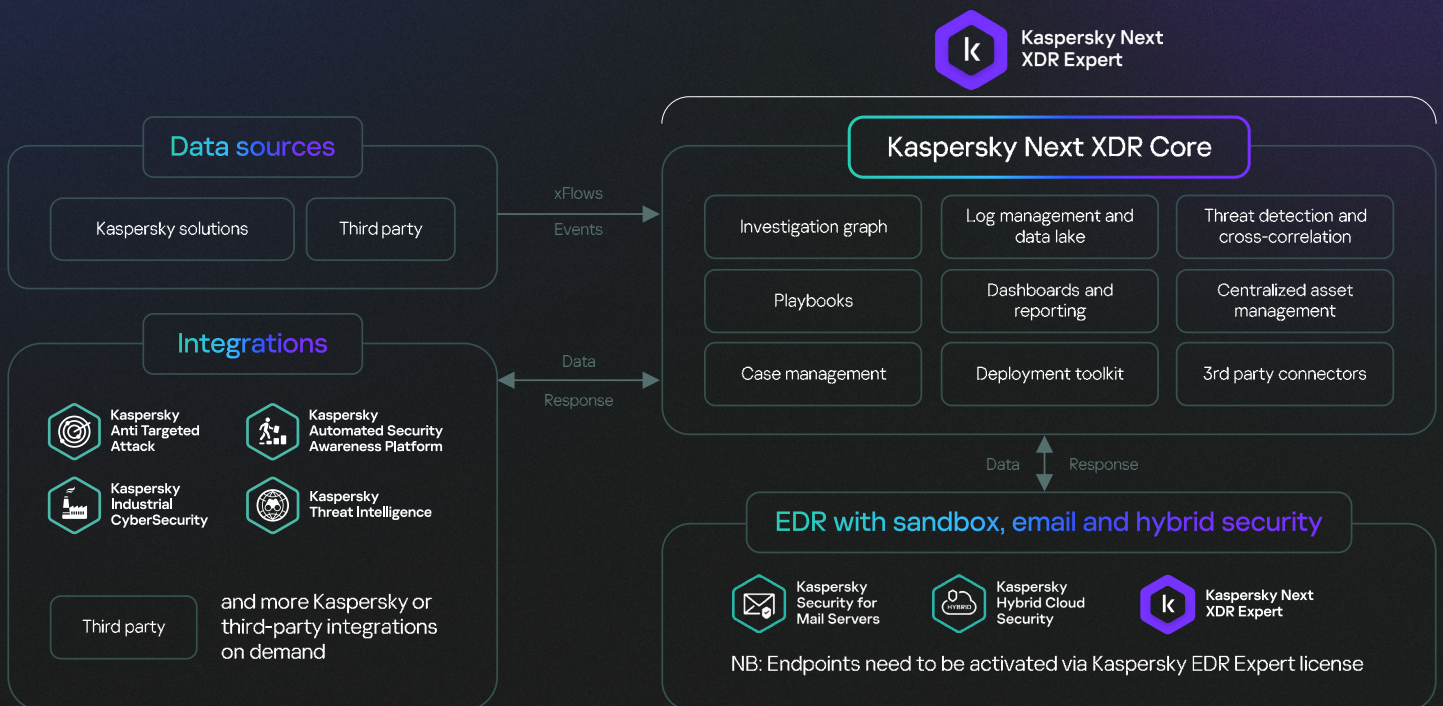 Kaspersky Next
XDR Expert
Data sources
Kaspersky solutions
Third party
xFlows
Events
Kaspersky Next XDR Core
Investigation graph
Log management and
data lake
Threat detection and
cross-correlation
Playbooks
Dashboards and
reporting
Centralized asset
management
Case management
Deployment toolkit
3rd party connectors
Integrations
Kaspersky
Anti Targeted
Attack
Kaspersky
Automated Security
Awareness Platform
Kaspersky
Industrial
CyberSecurity
Kaspersky
Threat Intelligence
Third party
and more Kaspersky or
third-party integrations
on demand
Data
Response
Data
Response
EDR with sandbox, email and hybrid security
Kaspersky
Security for
Mail Servers
HYBRID
Kaspersky
Hybrid Cloud
Security
k
Kaspersky Next
XDR Expert
NB: Endpoints need to be activated via Kaspersky EDR Expert license